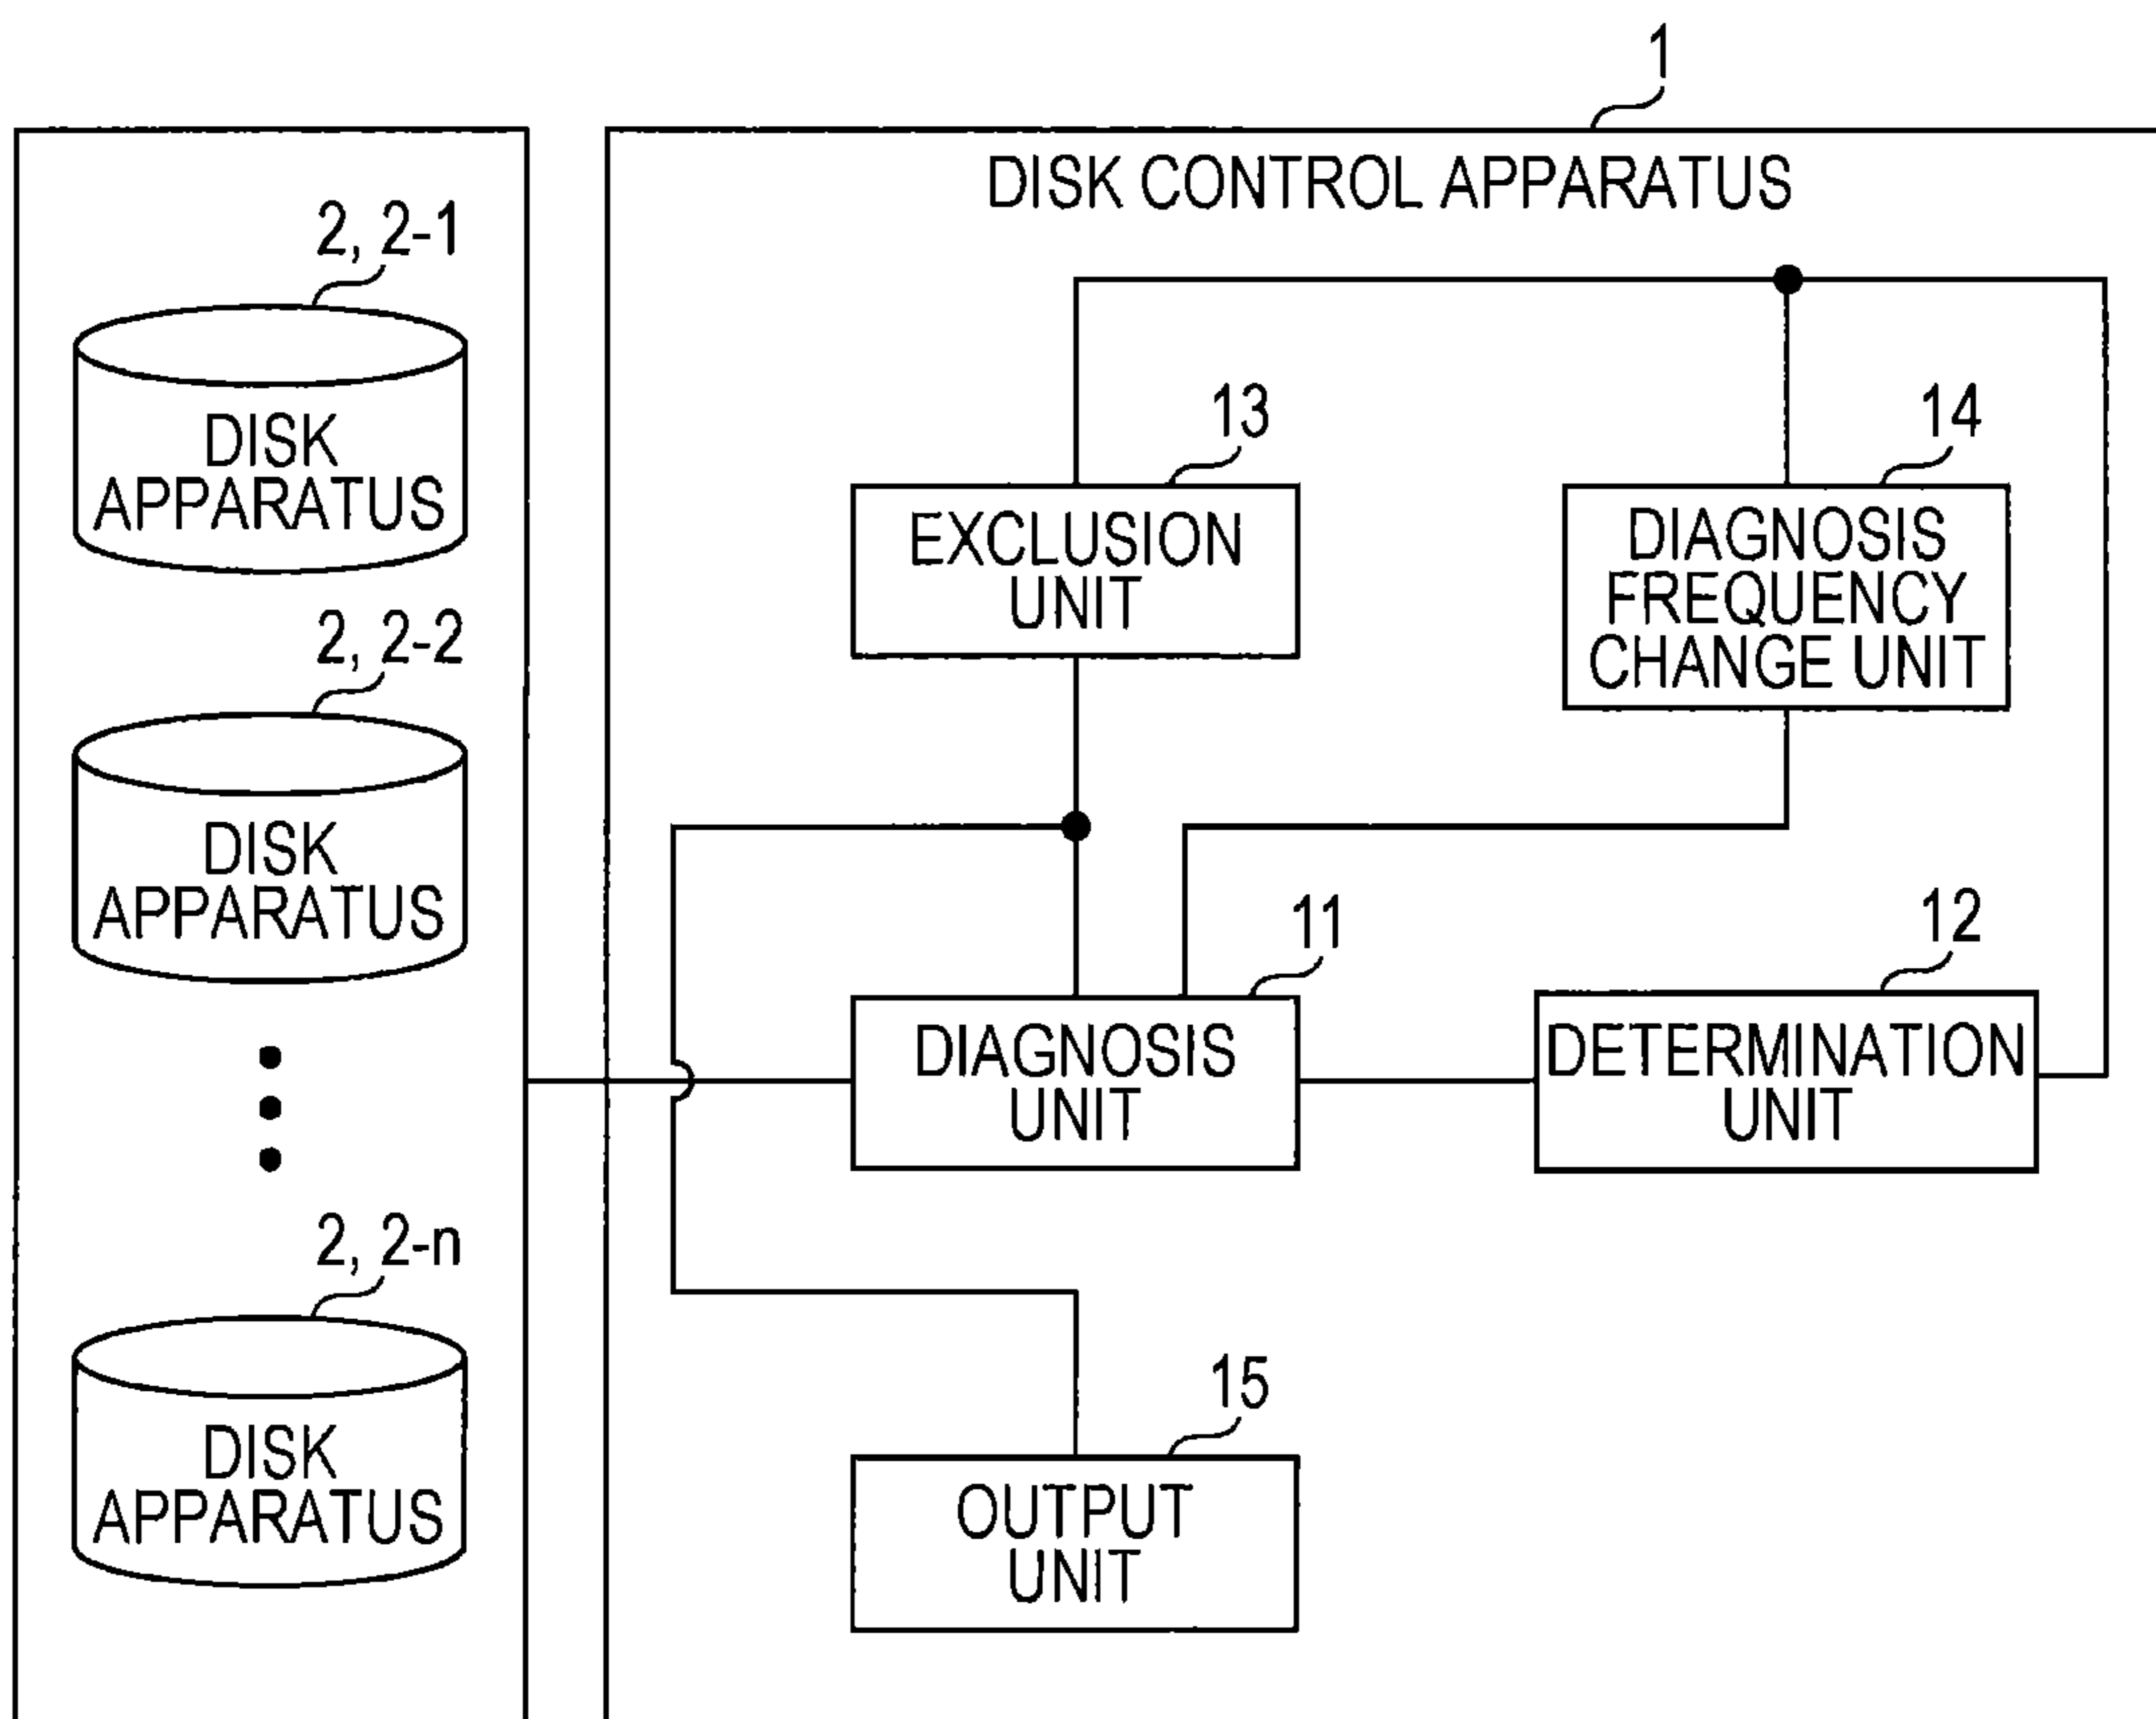 1
DISK CONTROL APPARATUS
2, 2-1
DISK
APPARATUS
2, 2-2
DISK
APPARATUS
2, 2-n
DISK
APPARATUS
13
EXCLUSION
UNIT
14
DIAGNOSIS
FREQUENCY
CHANGE UNIT
11
DIAGNOSIS
UNIT
12
DETERMINATION
UNIT
15
OUTPUT
UNIT